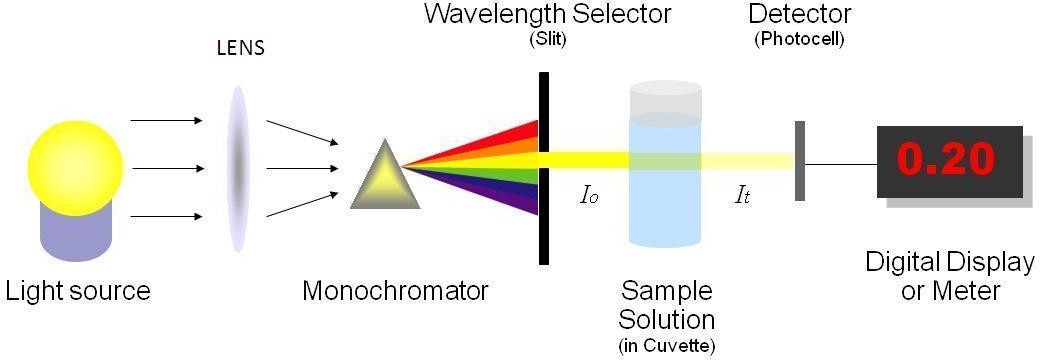 Wavelength Selector
(Slit)
Detector
(Photocell)
LENS
Io
It
0.20
Light source
Monochromator
Sample
Solution
(in Cuvette)
Digital Display
or Meter